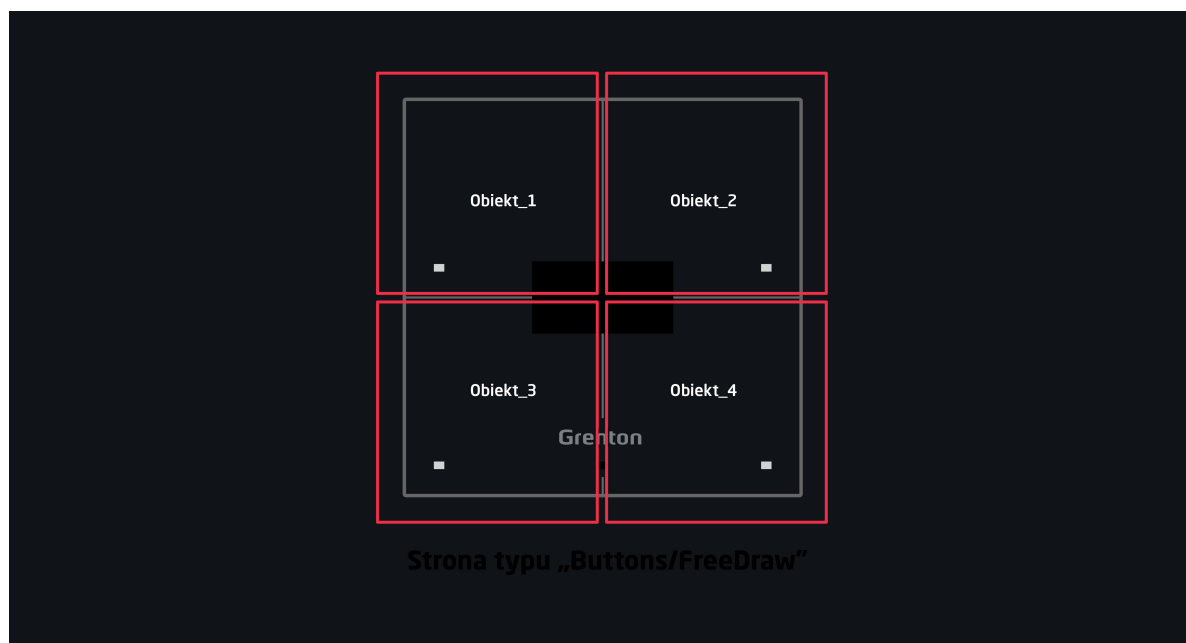 Obiekt_1
Obiekt_2
Obiekt_3
Obiekt_4
Grenton
Strona typu „Buttons/FreeDraw”